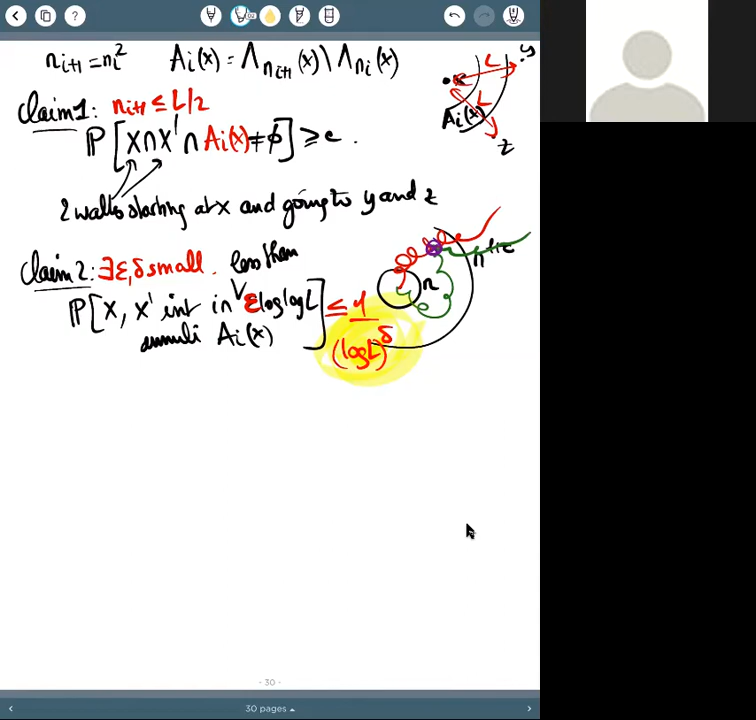 n_{i+1} = n_i^2 A_i(x) = Λ_{n_{i+1}}(x) \ Λ_{n_i}(x)
Claim 1: n_{i+1} ≤ L/2
ℙ[X ∩ X' ∩ A_i(x) ≠ ϕ] ≥ c.
2 walks starting at x and going to y and z
x
L
y
L
A_i(x)
z
Claim 2: ∃ε, δ small. less than
ℙ[X, X' int in ε log log L annuli A_i(x)] ≤ 1/(log L)^δ
n
n^{1+ε}
- 30 -
30 pages